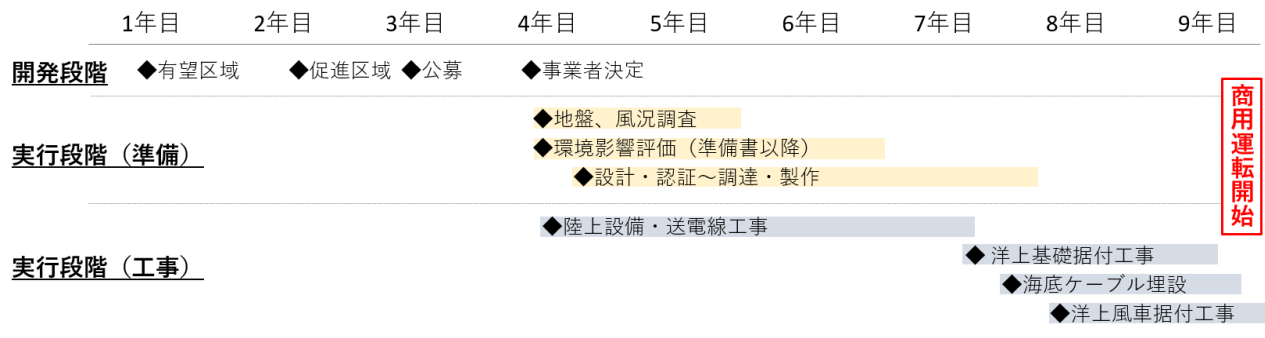 1年目 2年目 3年目 4年目 5年目 6年目 7年目 8年目 9年目
開発段階 ◆有望区域 ◆促進区域 ◆公募 ◆事業者決定
商用運転開始
◆地盤、風況調査
実行段階（準備） ◆環境影響評価（準備書以降）
◆設計・認証～調達・製作
◆陸上設備・送電線工事
実行段階（工事） ◆ 洋上基礎据付工事
◆海底ケーブル埋設
◆洋上風車据付工事